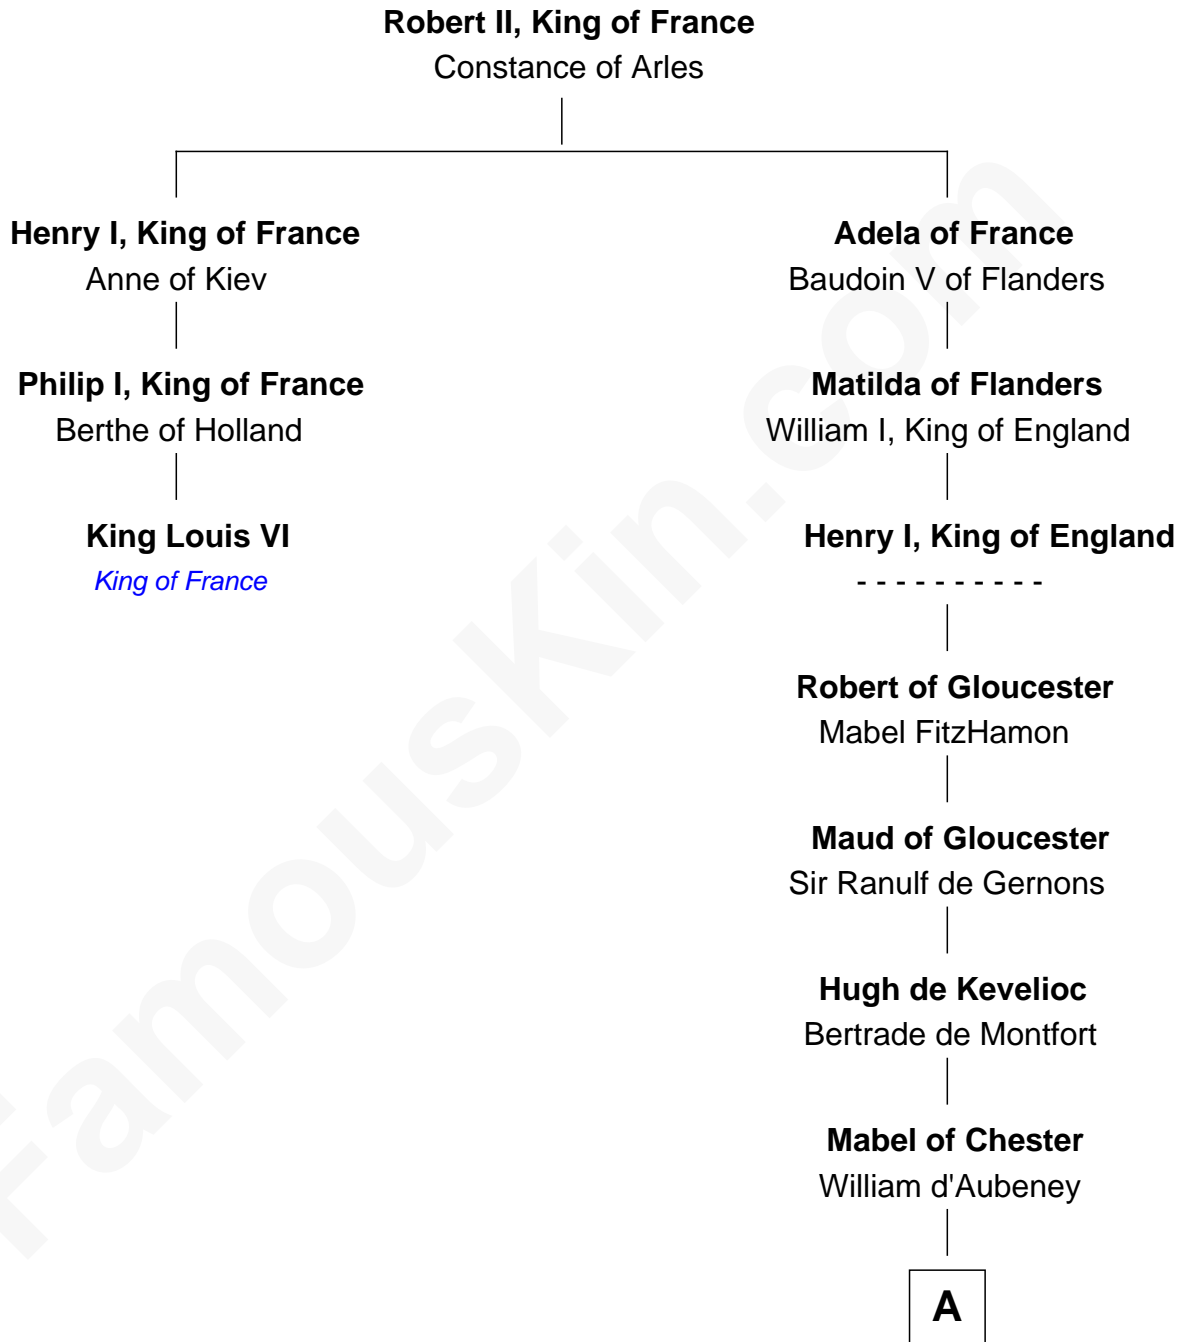 Robert II, King of France
Constance of Arles
Henry I, King of France
Anne of Kiev
Adela of France
Baudoin V of Flanders
Philip I, King of France
Berthe of Holland
Matilda of Flanders
William I, King of England
King Louis VI
King of France
Henry I, King of England
- - - - - - - - - -
Robert of Gloucester
Mabel FitzHamon
Maud of Gloucester
Sir Ranulf de Gernons
Hugh de Kevelioc
Bertrade de Montfort
Mabel of Chester
William d'Aubeney
A
FamousKin.com